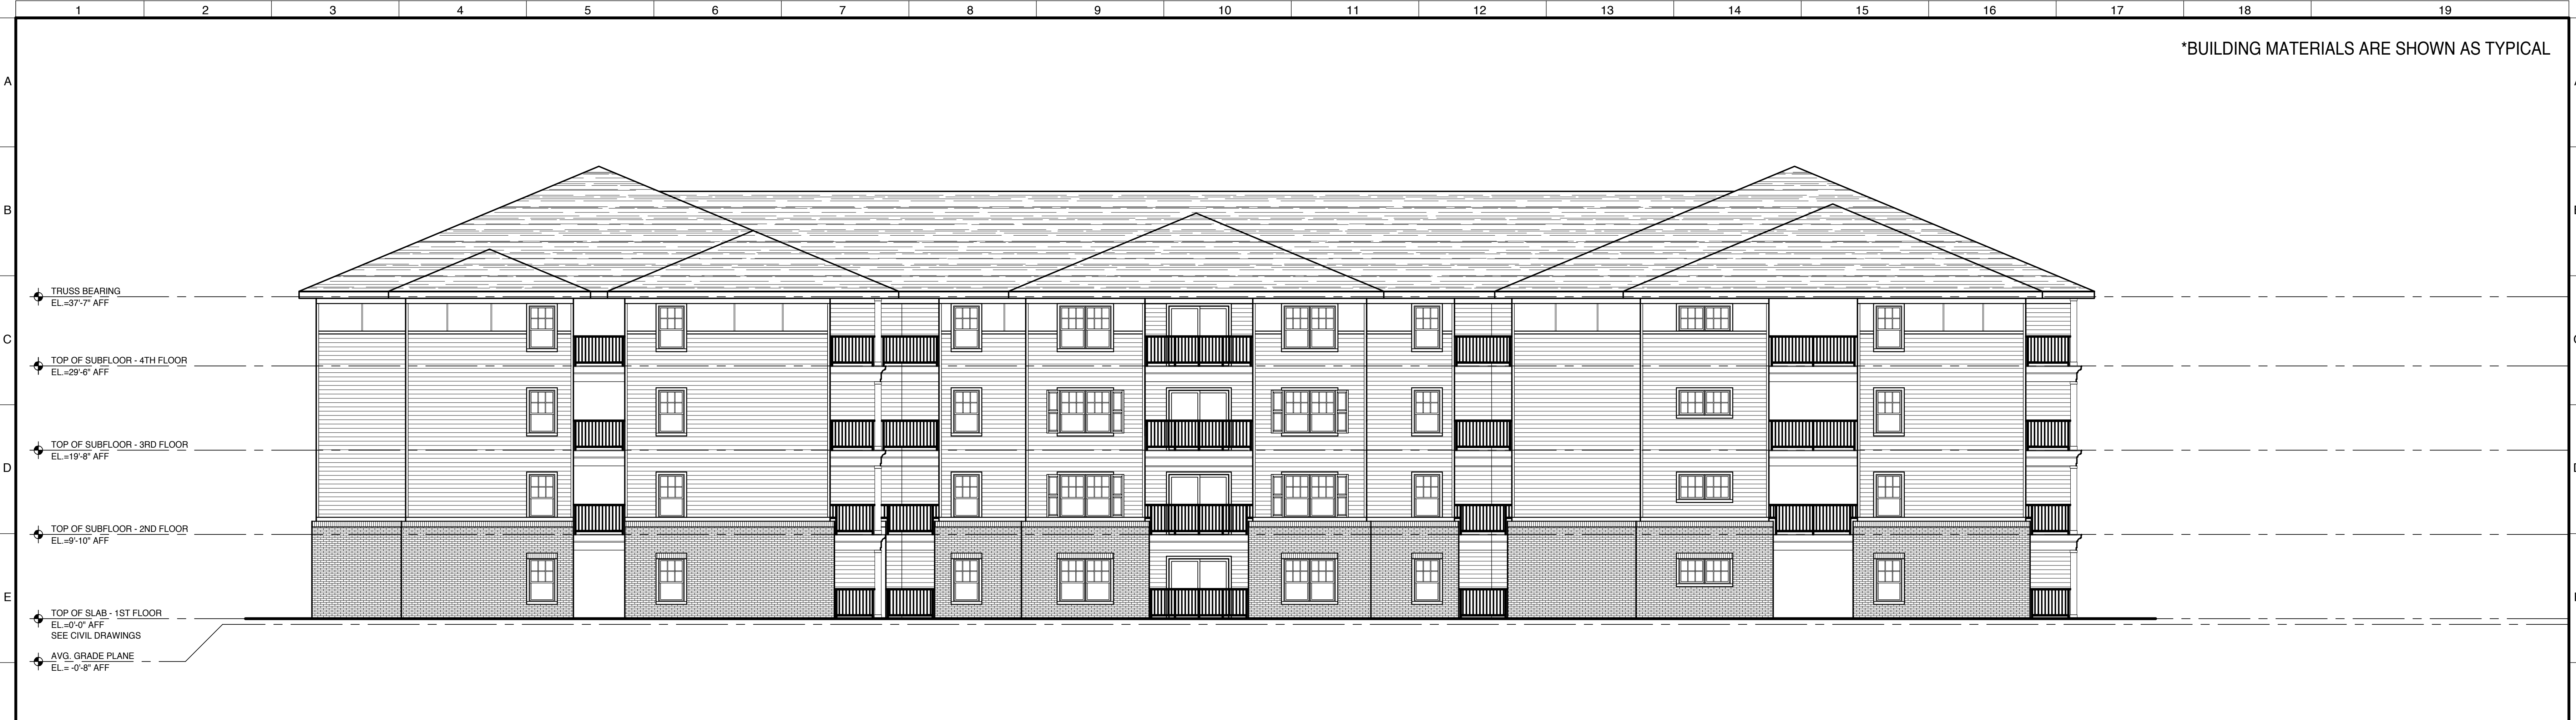 1 2 3 4 5 6 7 8 9 10 11 12 13 14 15 16 17 18 19
*BUILDING MATERIALS ARE SHOWN AS TYPICAL
A
B
TRUSS BEARING
EL.=37'-7" AFF
C
TOP OF SUBFLOOR - 4TH FLOOR
EL.=29'-6" AFF
TOP OF SUBFLOOR - 3RD FLOOR
EL.=19'-8" AFF
D
TOP OF SUBFLOOR - 2ND FLOOR
EL.=9'-10" AFF
E
TOP OF SLAB - 1ST FLOOR
EL.=0'-0" AFF
SEE CIVIL DRAWINGS
AVG. GRADE PLANE
EL.= -0'-8" AFF